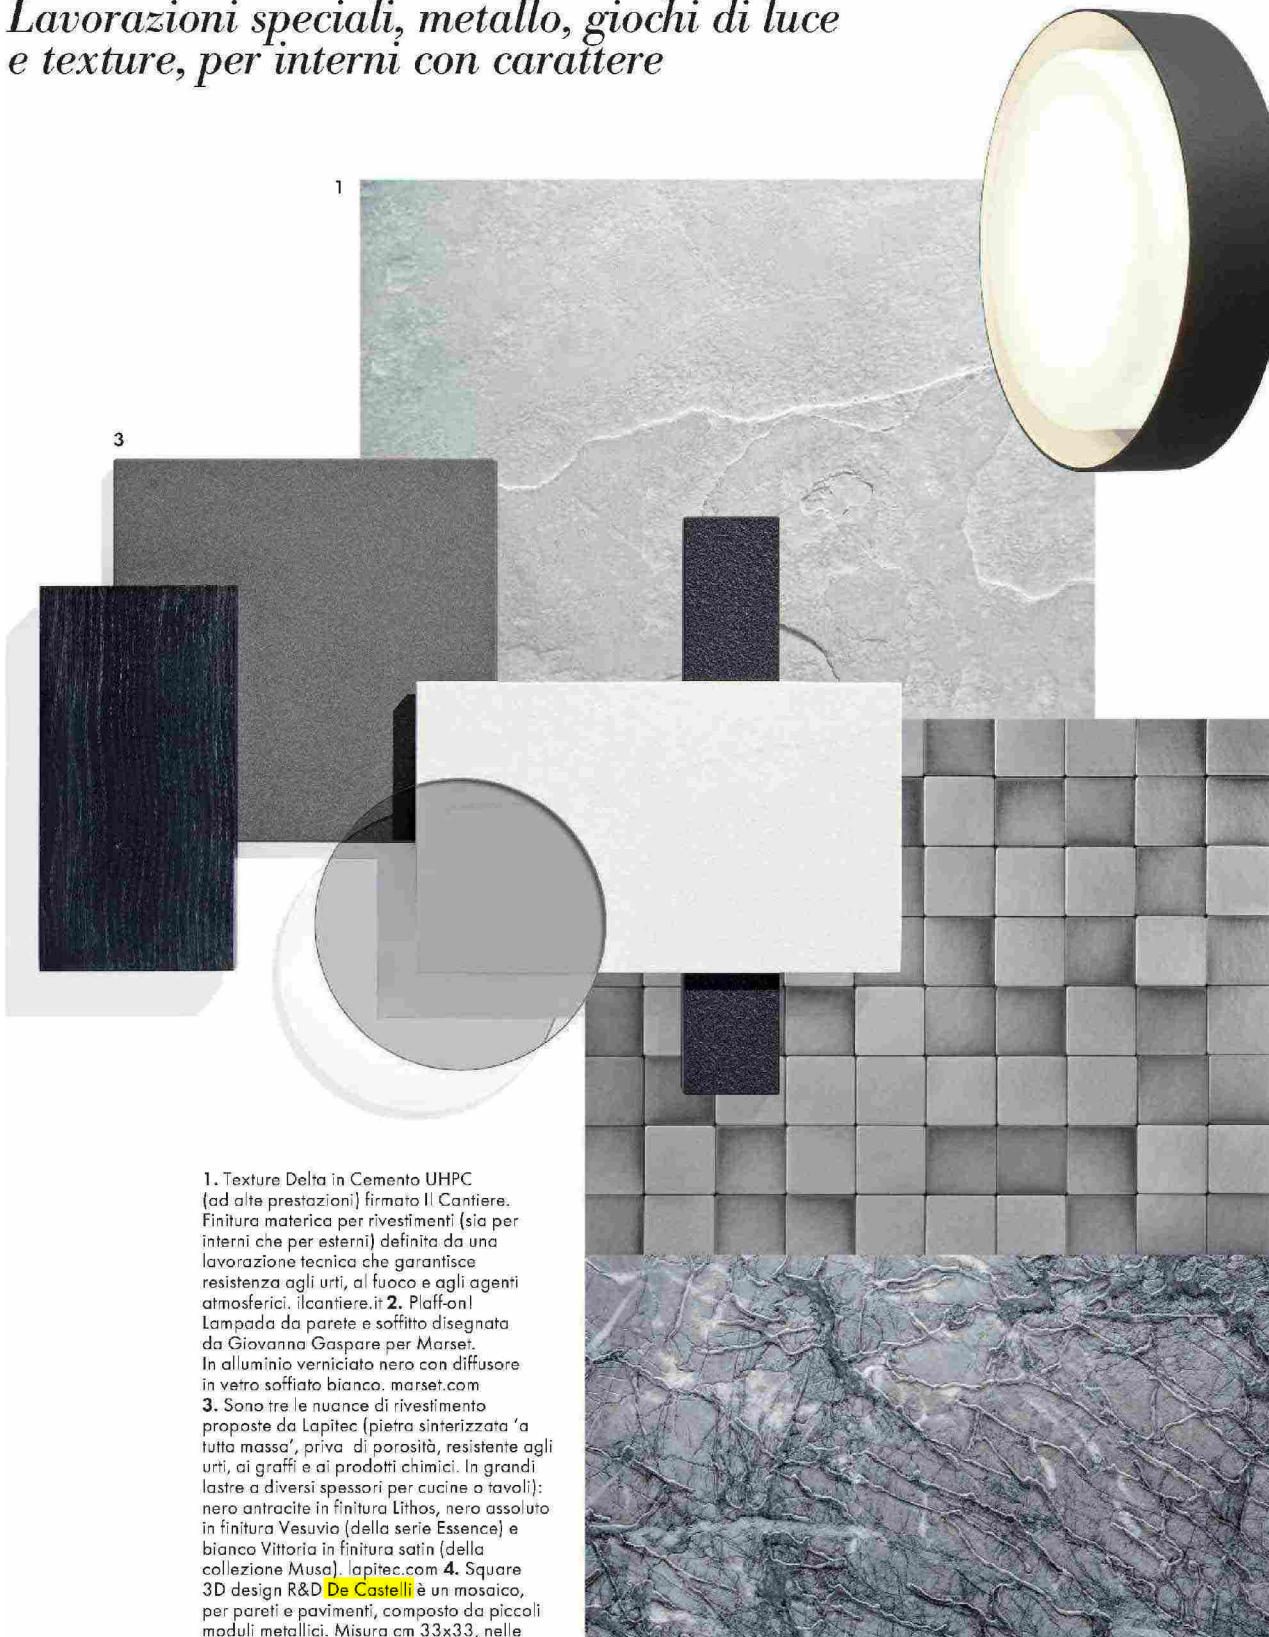 Lavorazioni speciali, metallo, giochi di luce
e texture, per interni con carattere
1
3
1. Texture Delta in Cemento UHPC
(ad alte prestazioni) firmato Il Cantiere.
Finitura materica per rivestimenti (sia per
interni che per esterni) definita da una
lavorazione tecnica che garantisce
resistenza agli urti, al fuoco e agli agenti
atmosferici. ilcantiere.it 2. Plaff-on!
Lampada da parete e soffitto disegnata
da Giovanna Gaspare per Marset.
In alluminio verniciato nero con diffusore
in vetro soffiato bianco. marset.com
3. Sono tre le nuance di rivestimento
proposte da Lapitec (pietra sinterizzata 'a
tutta massa', priva di porosità, resistente agli
urti, ai graffi e ai prodotti chimici. In grandi
lastre a diversi spessori per cucine o tavoli):
nero antracite in finitura Lithos, nero assoluto
in finitura Vesuvio (della serie Essence) e
bianco Vittoria in finitura satin (della
collezione Musa). lapitec.com 4. Square
3D design R&D De Castelli è un mosaico,
per pareti e pavimenti, composto da piccoli
moduli metallici. Misura cm 33x33, nelle